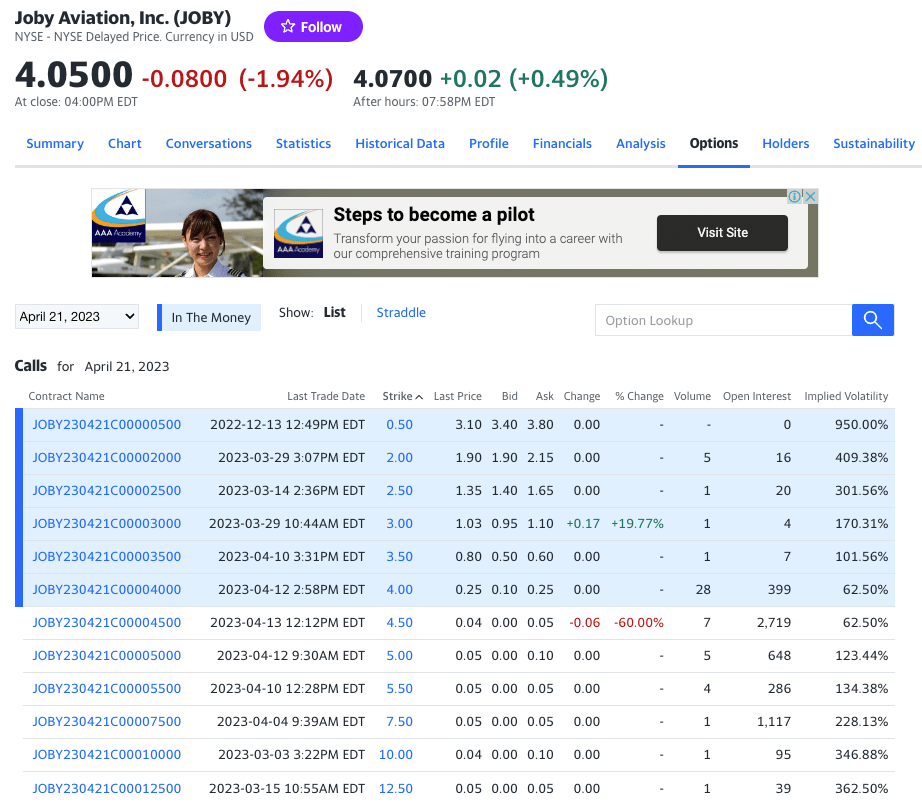 Joby Aviation, Inc. (JOBY)
NYSE - NYSE Delayed Price. Currency in USD
Follow
4.0500 -0.0800 (-1.94%) 4.0700 +0.02 (+0.49%)
At close: 04:00PM EDT After hours: 07:58PM EDT
Summary Chart Conversations Statistics Historical Data Profile Financials Analysis Options Holders Sustainability
AAA Academy
AAA Academy
Steps to become a pilot
Transform your passion for flying into a career with
our comprehensive training program
Visit Site
April 21, 2023 In The Money Show: List Straddle Option Lookup
Calls for April 21, 2023
Contract Name Last Trade Date Strike Last Price Bid Ask Change % Change Volume Open Interest Implied Volatility
JOBY230421C00000500 2022-12-13 12:49PM EDT 0.50 3.10 3.40 3.80 0.00 - - 0 950.00%
JOBY230421C00002000 2023-03-29 3:07PM EDT 2.00 1.90 1.90 2.15 0.00 - 5 16 409.38%
JOBY230421C00002500 2023-03-14 2:36PM EDT 2.50 1.35 1.40 1.65 0.00 - 1 20 301.56%
JOBY230421C00003000 2023-03-29 10:44AM EDT 3.00 1.03 0.95 1.10 +0.17 +19.77% 1 4 170.31%
JOBY230421C00003500 2023-04-10 3:31PM EDT 3.50 0.80 0.50 0.60 0.00 - 1 7 101.56%
JOBY230421C00004000 2023-04-12 2:58PM EDT 4.00 0.25 0.10 0.25 0.00 - 28 399 62.50%
JOBY230421C00004500 2023-04-13 12:12PM EDT 4.50 0.04 0.00 0.05 -0.06 -60.00% 7 2,719 62.50%
JOBY230421C00005000 2023-04-12 9:30AM EDT 5.00 0.05 0.00 0.10 0.00 - 5 648 123.44%
JOBY230421C00005500 2023-04-10 12:28PM EDT 5.50 0.05 0.00 0.05 0.00 - 4 286 134.38%
JOBY230421C00007500 2023-04-04 9:39AM EDT 7.50 0.05 0.00 0.05 0.00 - 1 1,117 228.13%
JOBY230421C00010000 2023-03-03 3:22PM EDT 10.00 0.04 0.00 0.10 0.00 - 1 95 346.88%
JOBY230421C00012500 2023-03-15 10:55AM EDT 12.50 0.05 0.00 0.05 0.00 - 1 39 362.50%